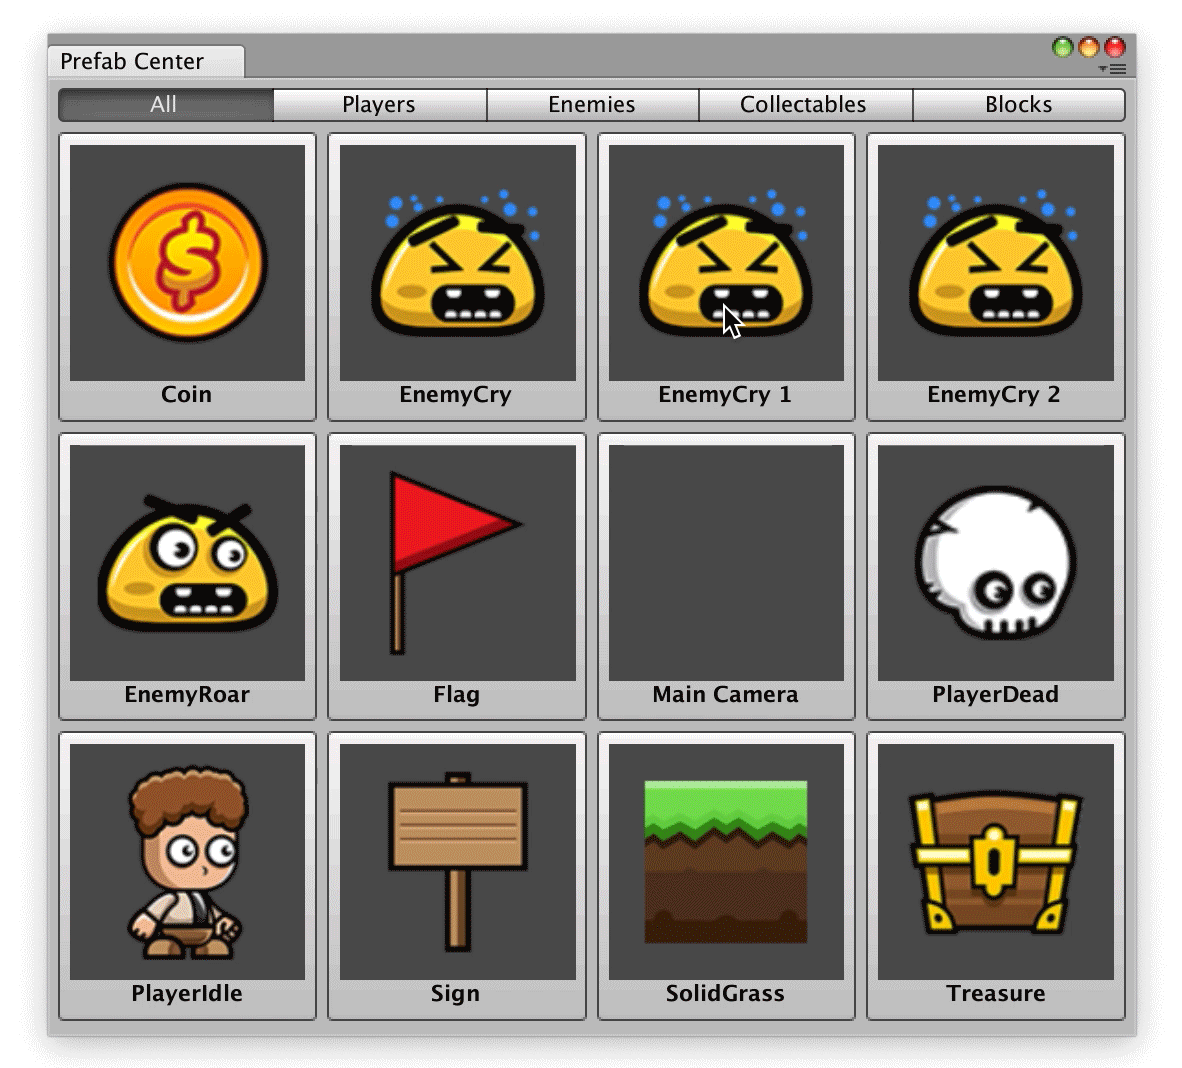 Prefab Center
All
Players
Enemies
Collectables
Blocks
Coin
EnemyCry
EnemyCry 1
EnemyCry 2
EnemyRoar
Flag
Main Camera
PlayerDead
PlayerIdle
Sign
SolidGrass
Treasure